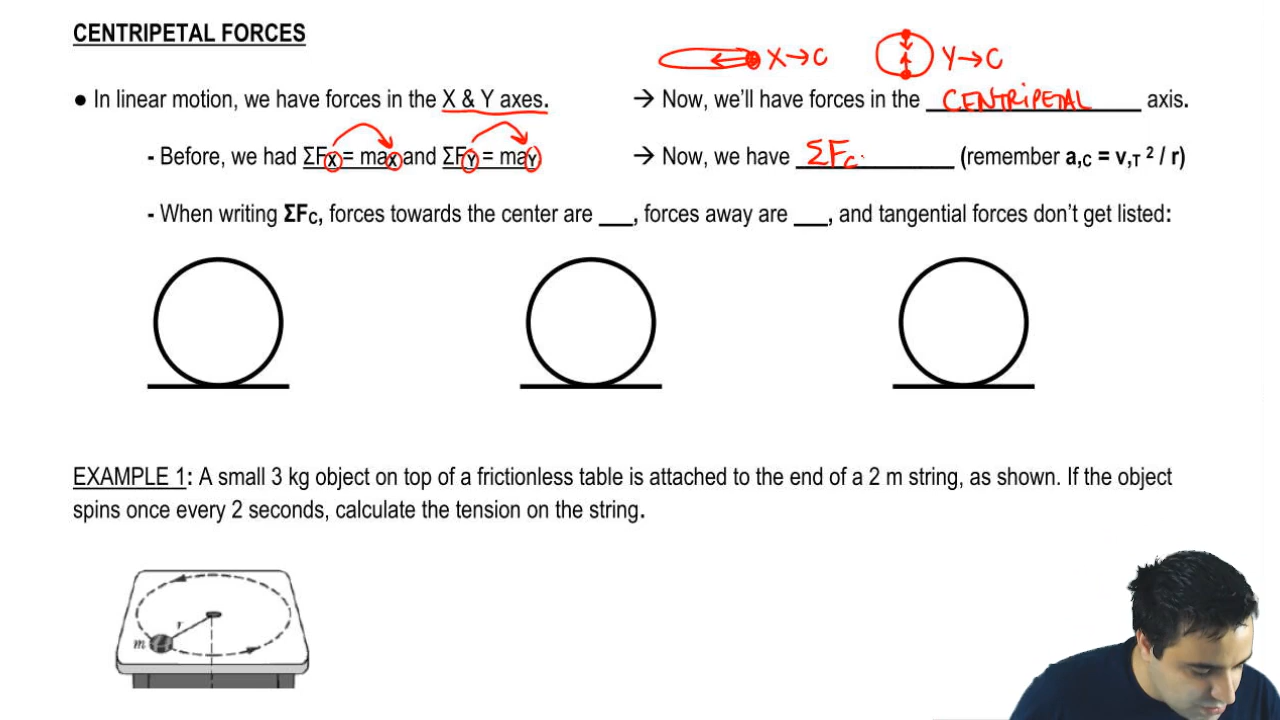 CENTRIPETAL FORCES
X→C Y→C
● In linear motion, we have forces in the X & Y axes. → Now, we'll have forces in the CENTRIPETAL axis.
- Before, we had ΣFX = maX and ΣFY = maY → Now, we have ΣFC (remember a,C = v,T ² / r)
- When writing ΣFC, forces towards the center are ___, forces away are ___, and tangential forces don't get listed:
EXAMPLE 1: A small 3 kg object on top of a frictionless table is attached to the end of a 2 m string, as shown. If the object
spins once every 2 seconds, calculate the tension on the string.
r
m